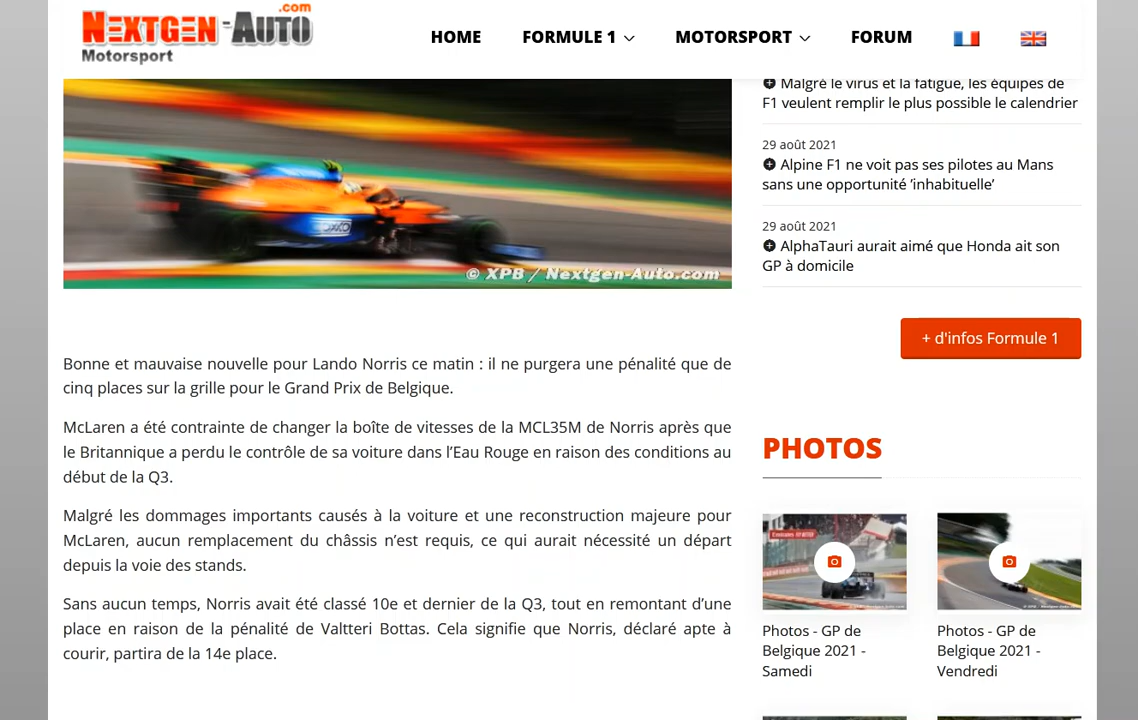 NEXTGEN-AUTO
.com
Motorsport
HOME
FORMULE 1
MOTORSPORT
FORUM
© XPB / Nextgen-Auto.com
Bonne et mauvaise nouvelle pour Lando Norris ce matin : il ne purgera une pénalité que de
cinq places sur la grille pour le Grand Prix de Belgique.
McLaren a été contrainte de changer la boîte de vitesses de la MCL35M de Norris après que
le Britannique a perdu le contrôle de sa voiture dans l’Eau Rouge en raison des conditions au
début de la Q3.
Malgré les dommages importants causés à la voiture et une reconstruction majeure pour
McLaren, aucun remplacement du châssis n’est requis, ce qui aurait nécessité un départ
depuis la voie des stands.
Sans aucun temps, Norris avait été classé 10e et dernier de la Q3, tout en remontant d’une
place en raison de la pénalité de Valtteri Bottas. Cela signifie que Norris, déclaré apte à
courir, partira de la 14e place.
Malgré le virus et la fatigue, les équipes de
F1 veulent remplir le plus possible le calendrier
29 août 2021
Alpine F1 ne voit pas ses pilotes au Mans
sans une opportunité ’inhabituelle’
29 août 2021
AlphaTauri aurait aimé que Honda ait son
GP à domicile
+ d'infos Formule 1
PHOTOS
Photos - GP de
Belgique 2021 -
Samedi
Photos - GP de
Belgique 2021 -
Vendredi